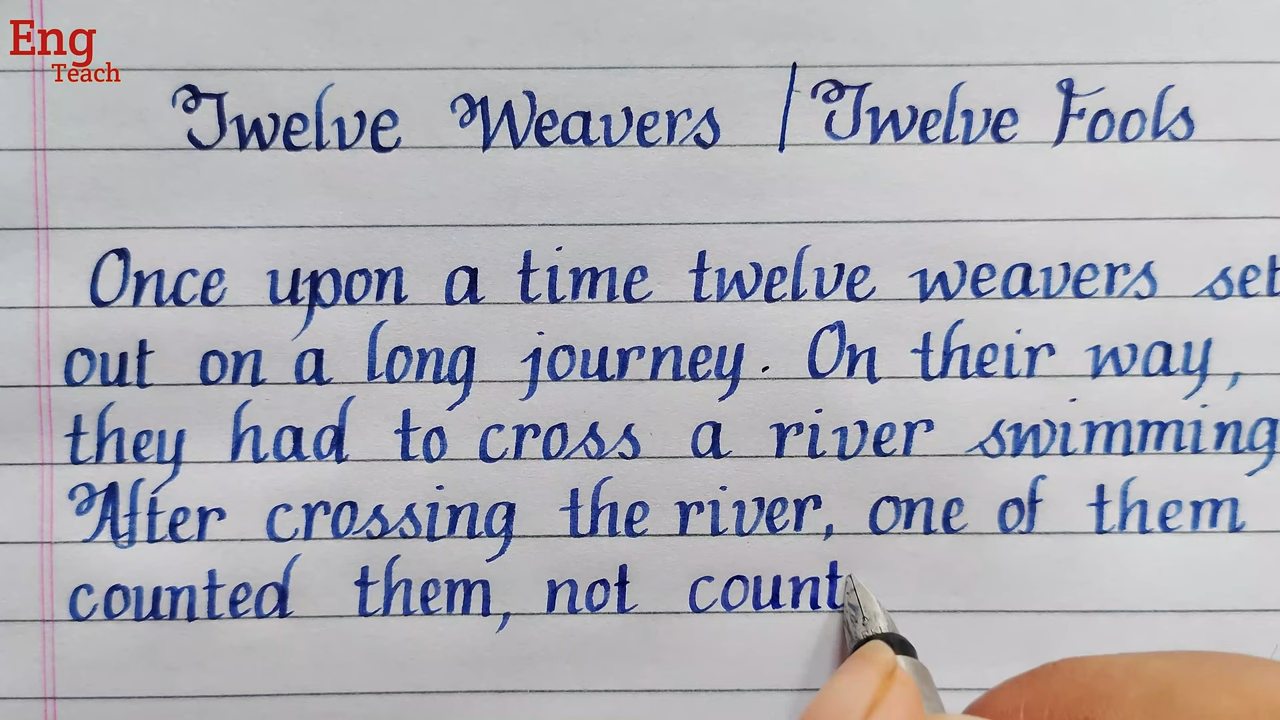 Eng
Teach
Twelve Weavers / Twelve Fools
Once upon a time twelve weavers set
out on a long journey. On their way,
they had to cross a river swimming
After crossing the river, one of them
counted them, not count